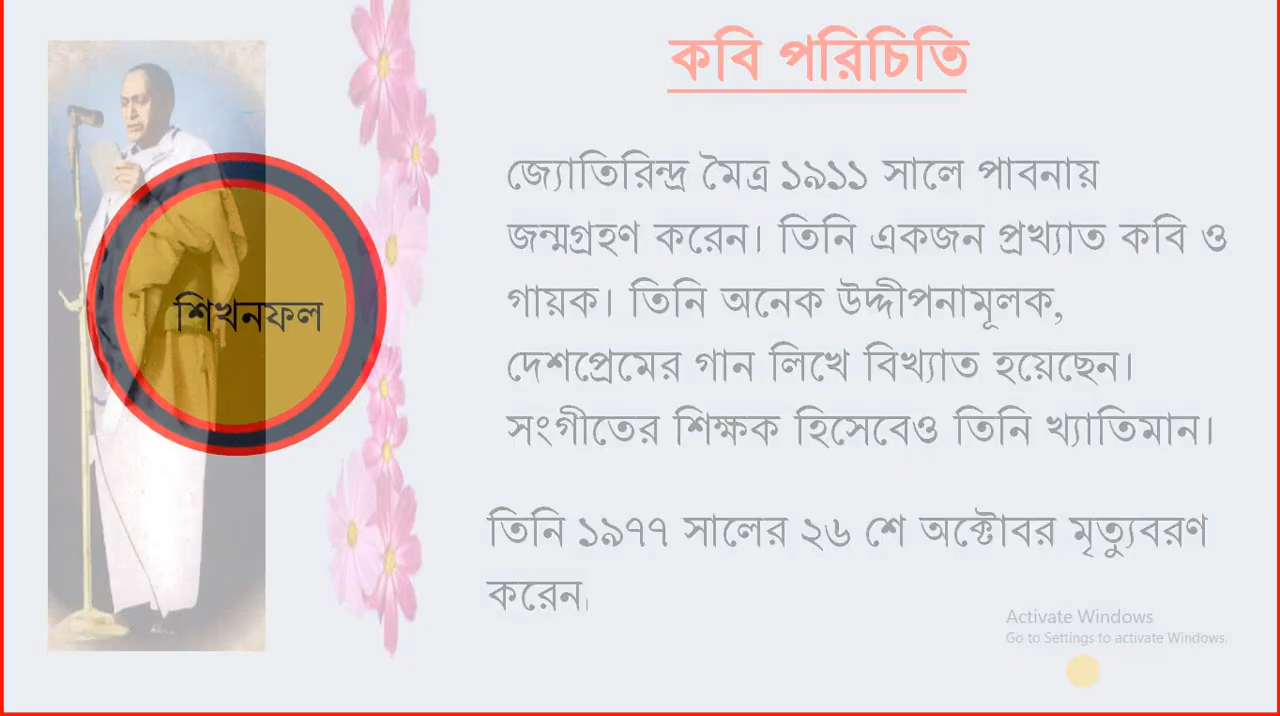 কবি পরিচিতি
জ্যোতিরিন্দ্র মৈত্র ১৯১১ সালে পাবনায়
জন্মগ্রহণ করেন। তিনি একজন প্রখ্যাত কবি ও
গায়ক। তিনি অনেক উদ্দীপনামূলক,
দেশপ্রেমের গান লিখে বিখ্যাত হয়েছেন।
সংগীতের শিক্ষক হিসেবেও তিনি খ্যাতিমান।
তিনি ১৯৭৭ সালের ২৬ শে অক্টোবর মৃত্যুবরণ
করেন।
শিখনফল
Activate Windows
Go to Settings to activate Windows.